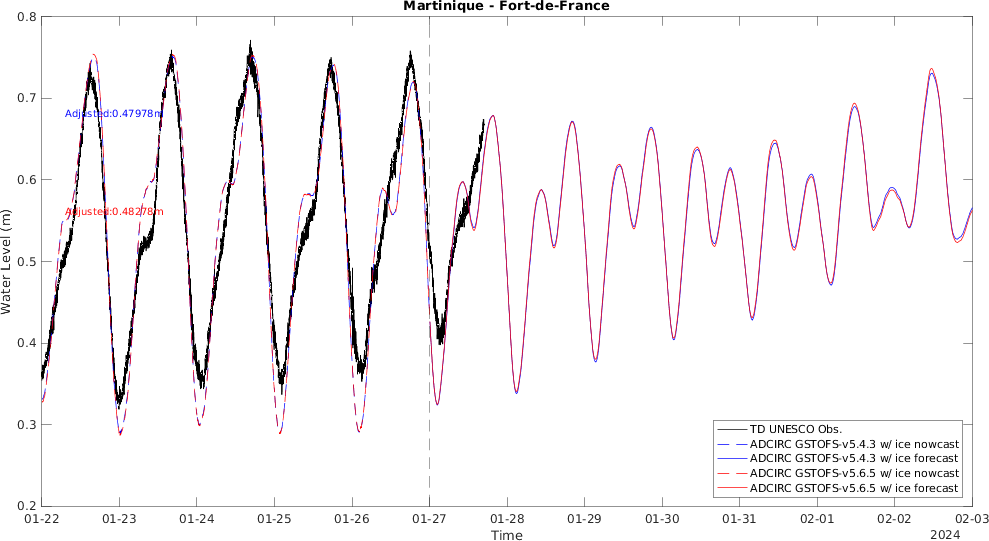 Martinique - Fort-de-France
0.8
0.7
0.6
0.5
0.4
0.3
0.2
Water Level (m)
Adjusted:0.47978m
Adjusted:0.48278m
TD UNESCO Obs.
ADCIRC GSTOFS-v5.4.3 w/ ice nowcast
ADCIRC GSTOFS-v5.4.3 w/ ice forecast
ADCIRC GSTOFS-v5.6.5 w/ ice nowcast
ADCIRC GSTOFS-v5.6.5 w/ ice forecast
01-22 01-23 01-24 01-25 01-26 01-27 01-28 01-29 01-30 01-31 02-01 02-02 02-03
Time
2024